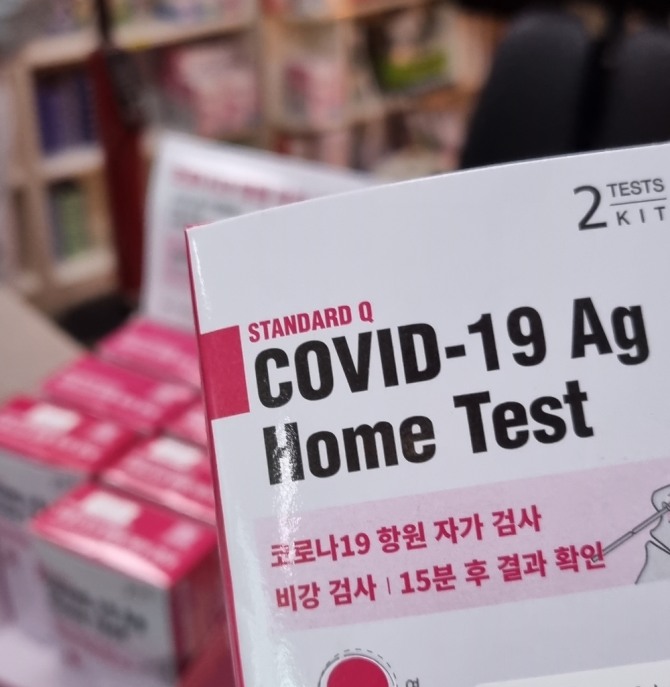 2 TESTS
KIT
STANDARD Q
COVID-19 Ag
Home Test
코로나19 항원 자가 검사
비강 검사 | 15분 후 결과 확인